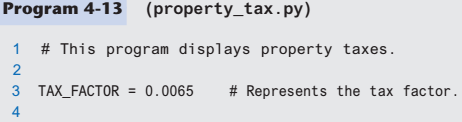 Program 4-13 (property_tax.py)
1 # This program displays property taxes.
2
3 TAX_FACTOR = 0.0065 # Represents the tax factor.
4